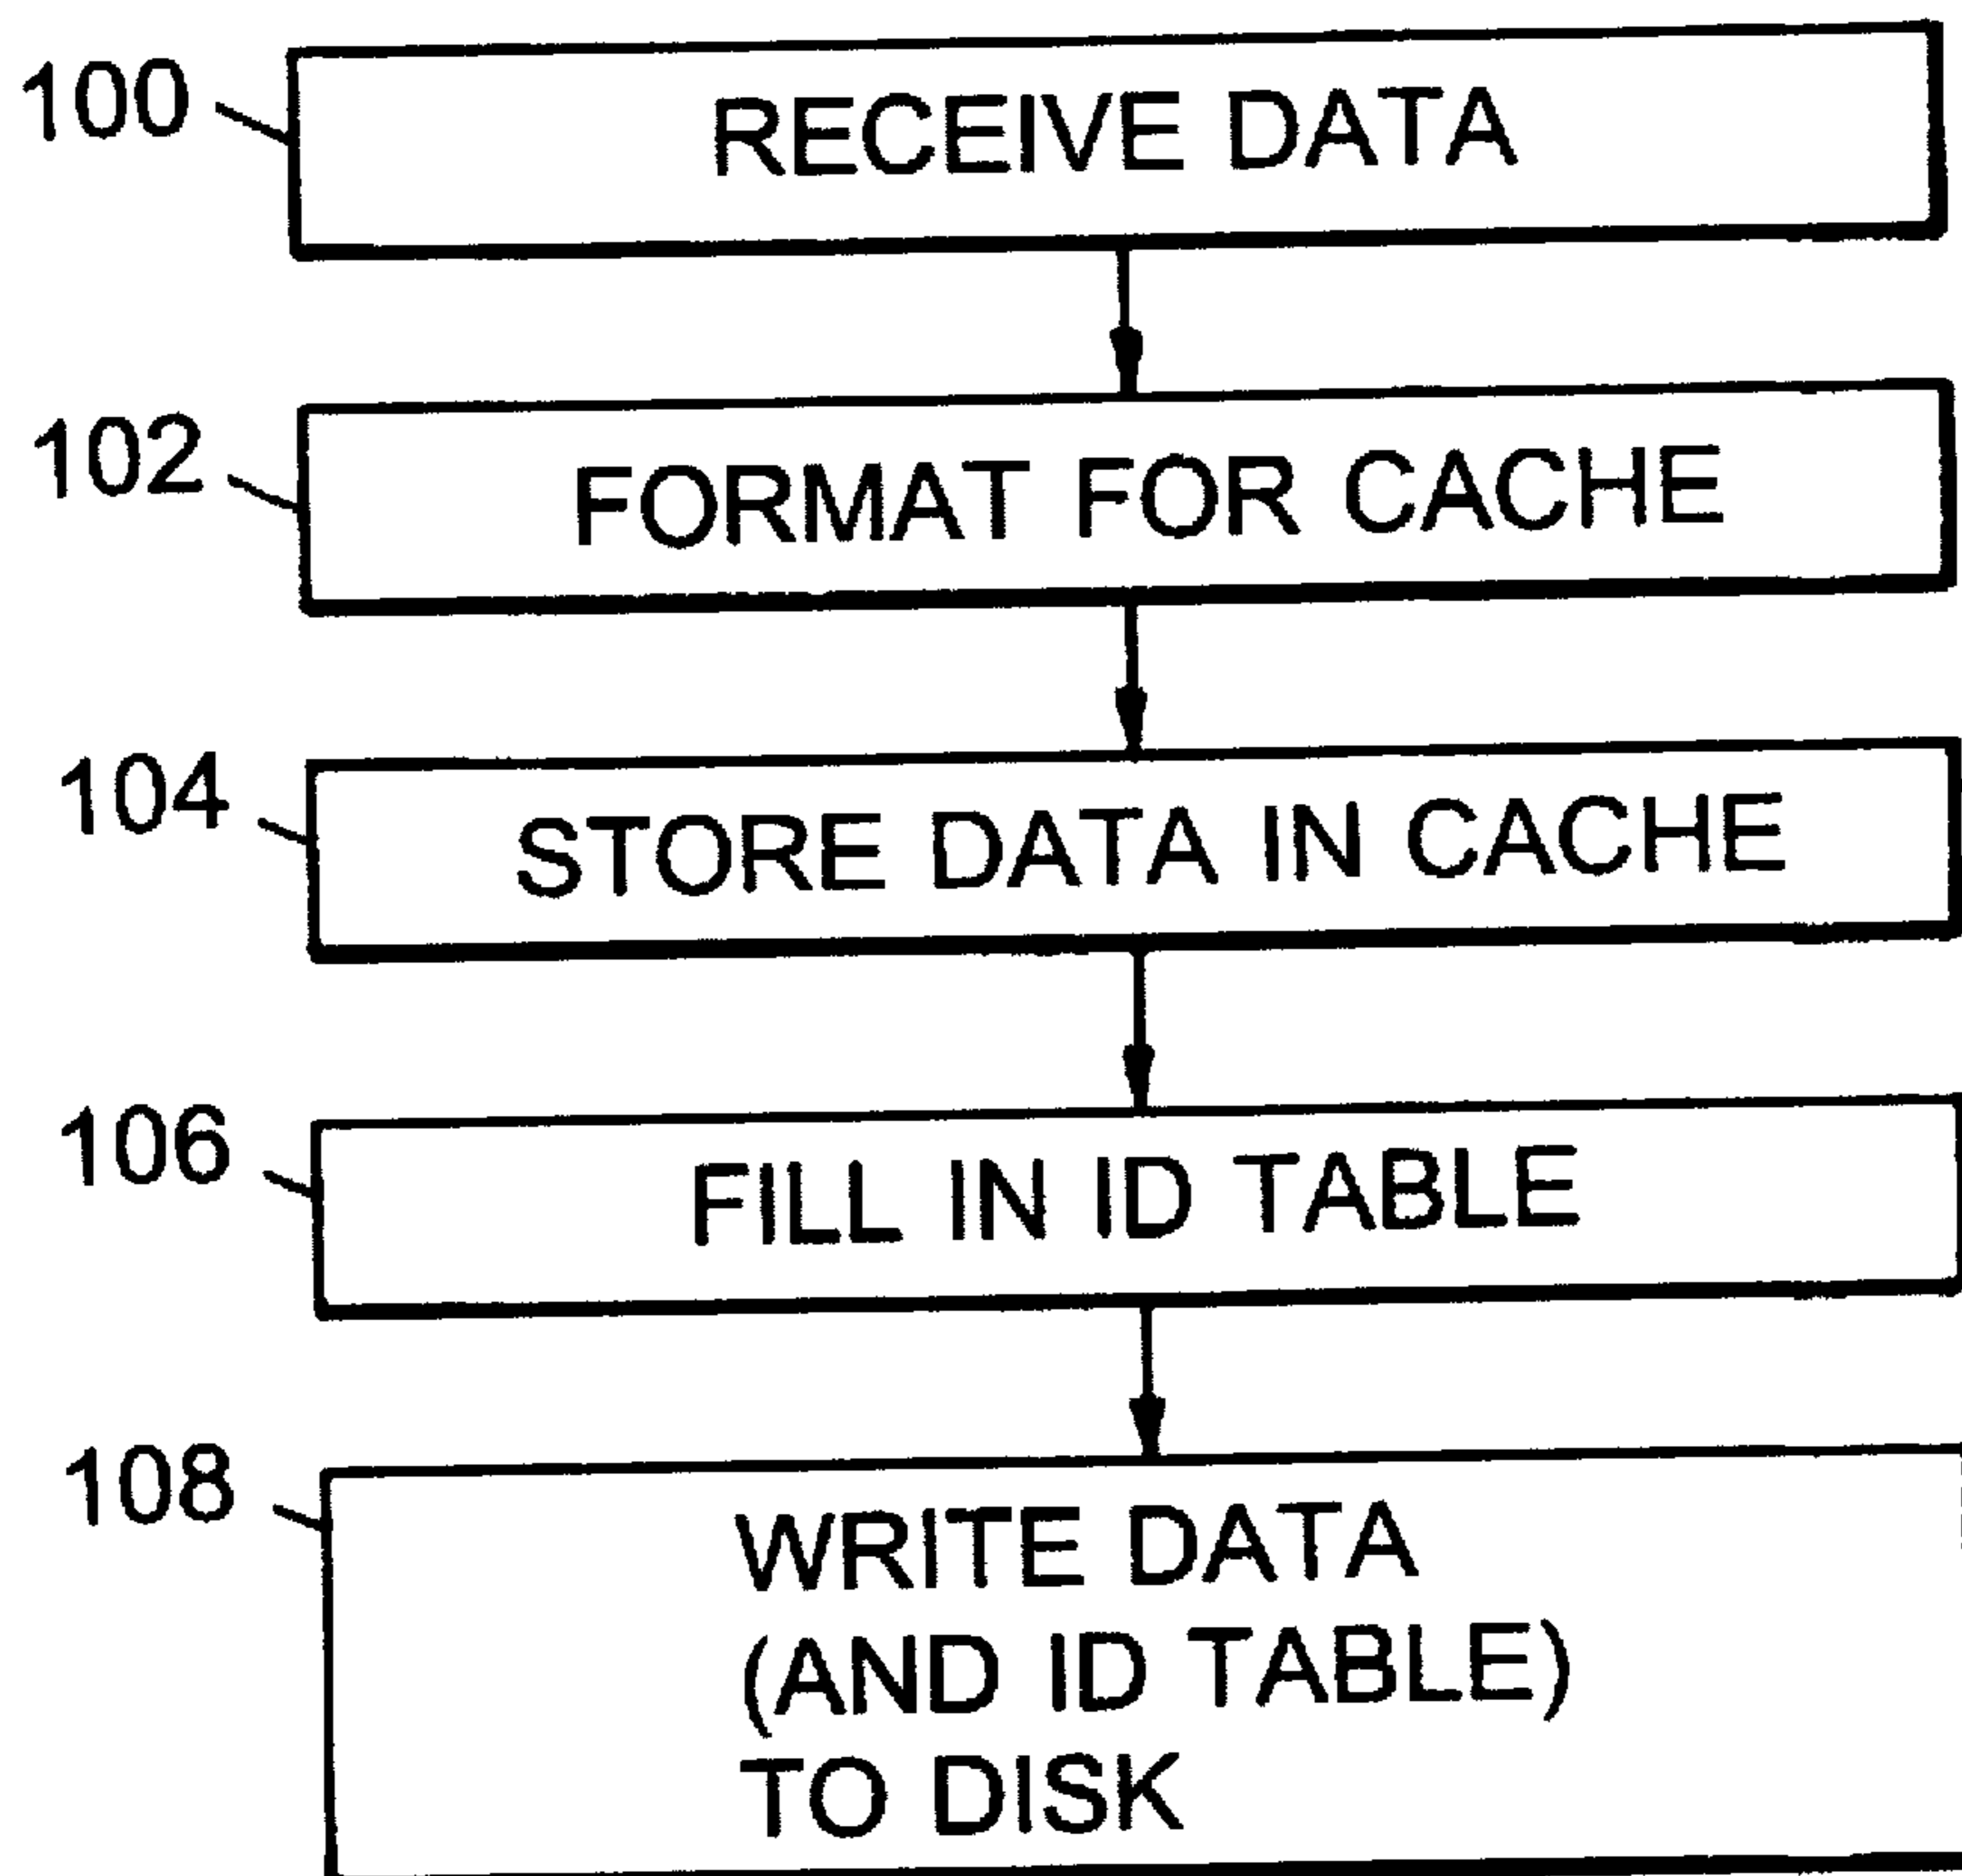 100
RECEIVE DATA
102
FORMAT FOR CACHE
104
STORE DATA IN CACHE
106
FILL IN ID TABLE
108
WRITE DATA
(AND ID TABLE)
TO DISK